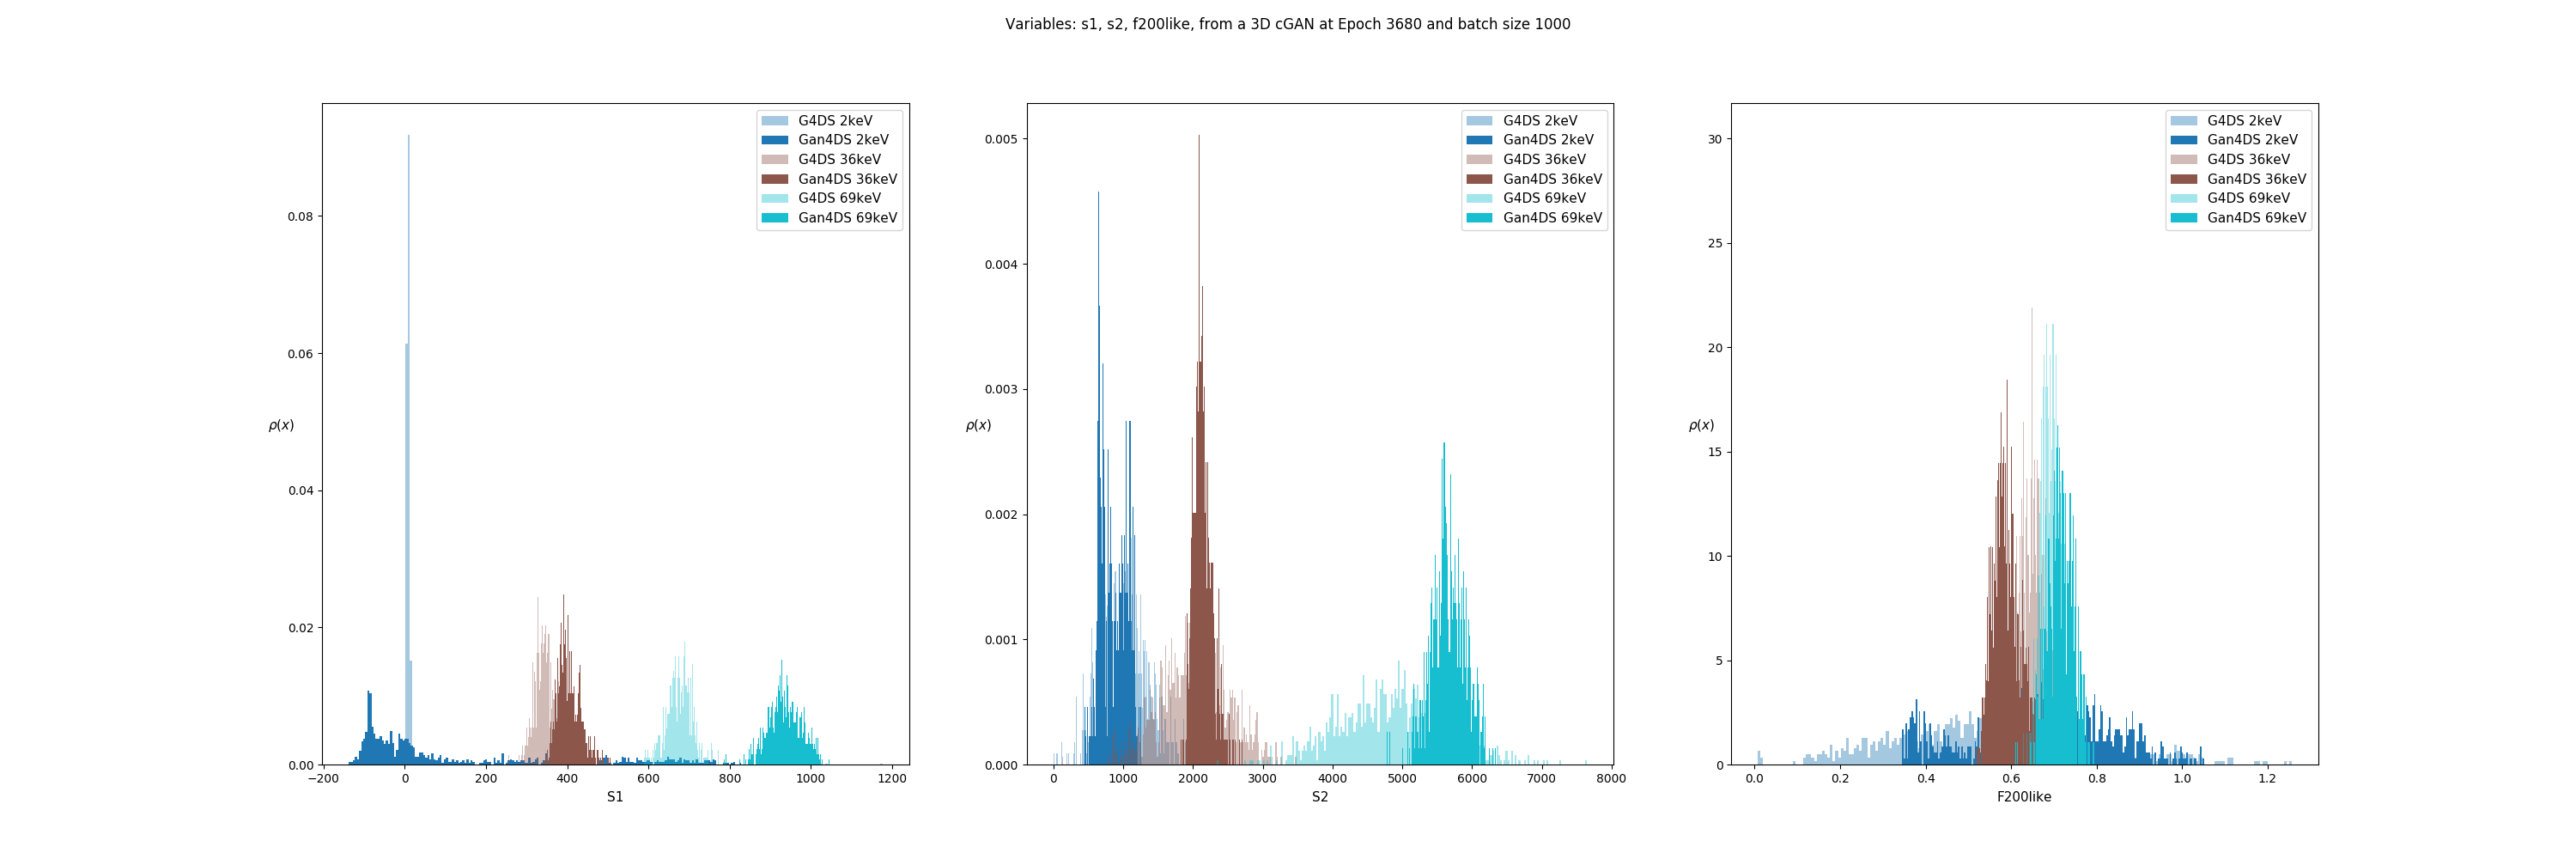 Variables: s1, s2, f200like, from a 3D cGAN at Epoch 3680 and batch size 1000
G4DS 2keV
Gan4DS 2keV
G4DS 36keV
Gan4DS 36keV
G4DS 69keV
Gan4DS 69keV
0.08
0.06
0.04
0.02
0.00
ρ(x)
−200
0
200
400
600
800
1000
1200
S1
G4DS 2keV
Gan4DS 2keV
G4DS 36keV
Gan4DS 36keV
G4DS 69keV
Gan4DS 69keV
0.005
0.004
0.003
0.002
0.001
0.000
ρ(x)
0
1000
2000
3000
4000
5000
6000
7000
8000
S2
G4DS 2keV
Gan4DS 2keV
G4DS 36keV
Gan4DS 36keV
G4DS 69keV
Gan4DS 69keV
30
25
20
15
10
5
0
ρ(x)
0.0
0.2
0.4
0.6
0.8
1.0
1.2
F200like